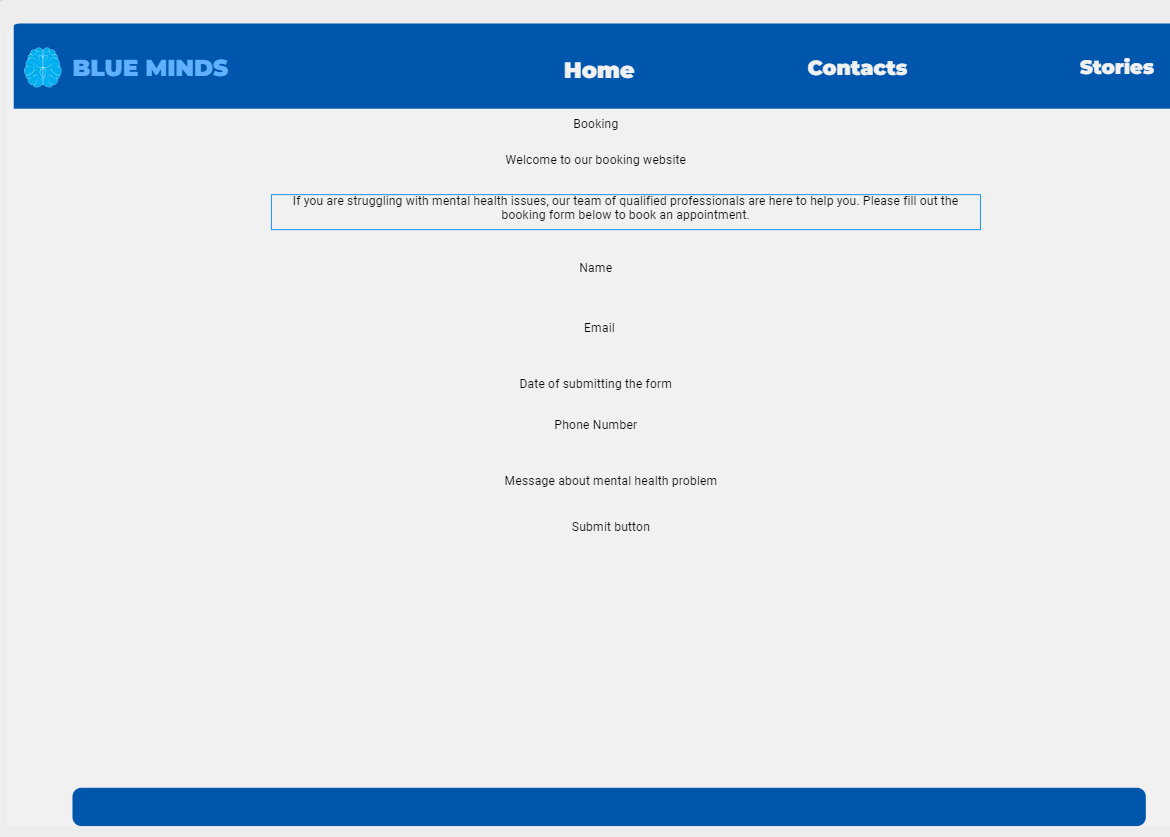 BLUE MINDS
Home
Contacts
Stories
Booking
Welcome to our booking website
If you are struggling with mental health issues, our team of qualified professionals are here to help you. Please fill out the
booking form below to book an appointment.
Name
Email
Date of submitting the form
Phone Number
Message about mental health problem
Submit button